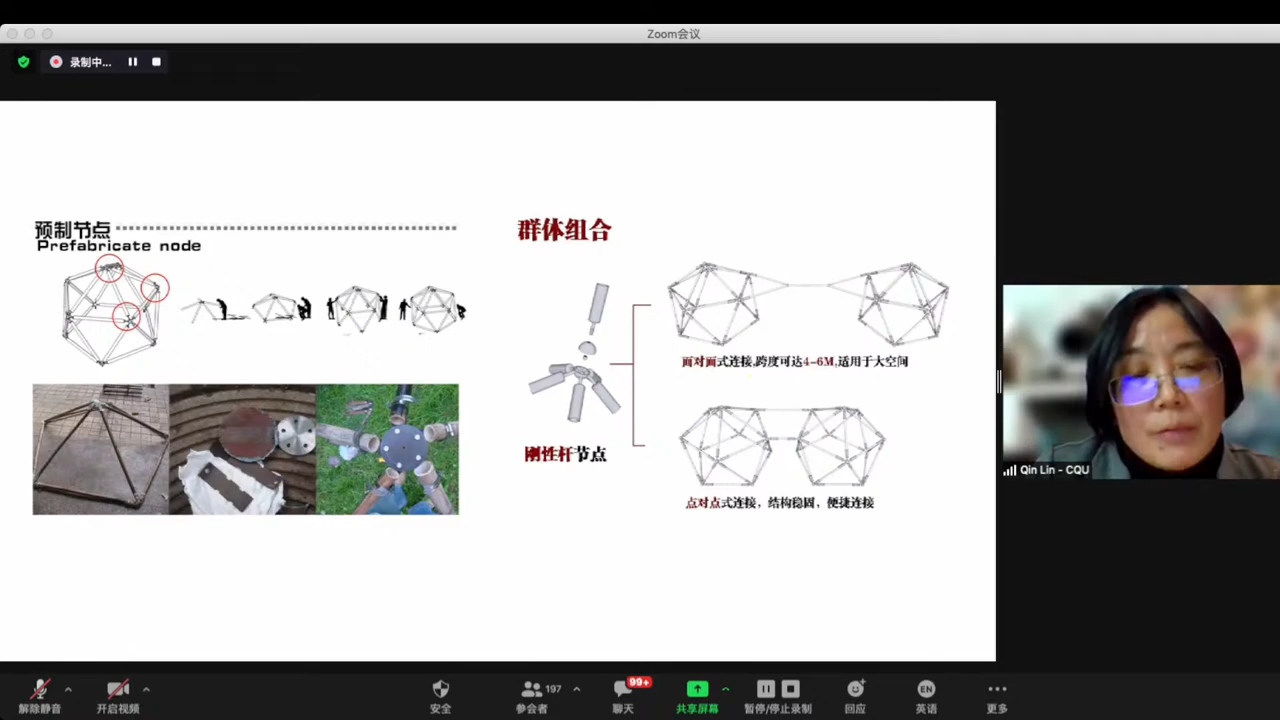 Zoom会议
录制中...
预制节点
Prefabricate node
群体组合
面对面式连接,跨度可达4-6M,适用于大空间
刚性杆节点
点对点式连接，结构稳固，便捷连接
Qin Lin - CQU
解除静音
开启视频
安全
197
参会者
99+
聊天
共享屏幕
暂停/停止录制
回应
EN
英语
更多